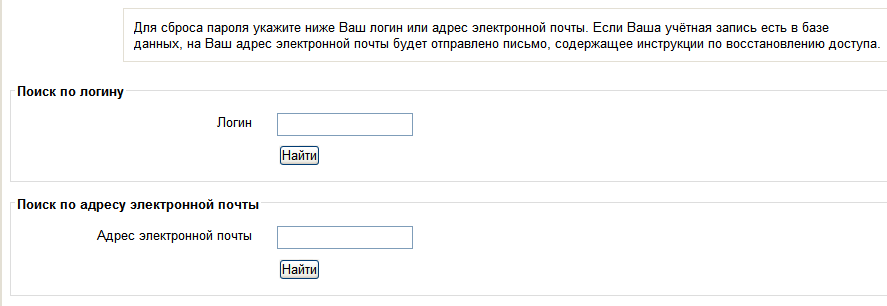 Для сброса пароля укажите ниже Ваш логин или адрес электронной почты. Если Ваша учётная запись есть в базе
данных, на Ваш адрес электронной почты будет отправлено письмо, содержащее инструкции по восстановлению доступа.
Поиск по логину
Логин
Найти
Поиск по адресу электронной почты
Адрес электронной почты
Найти